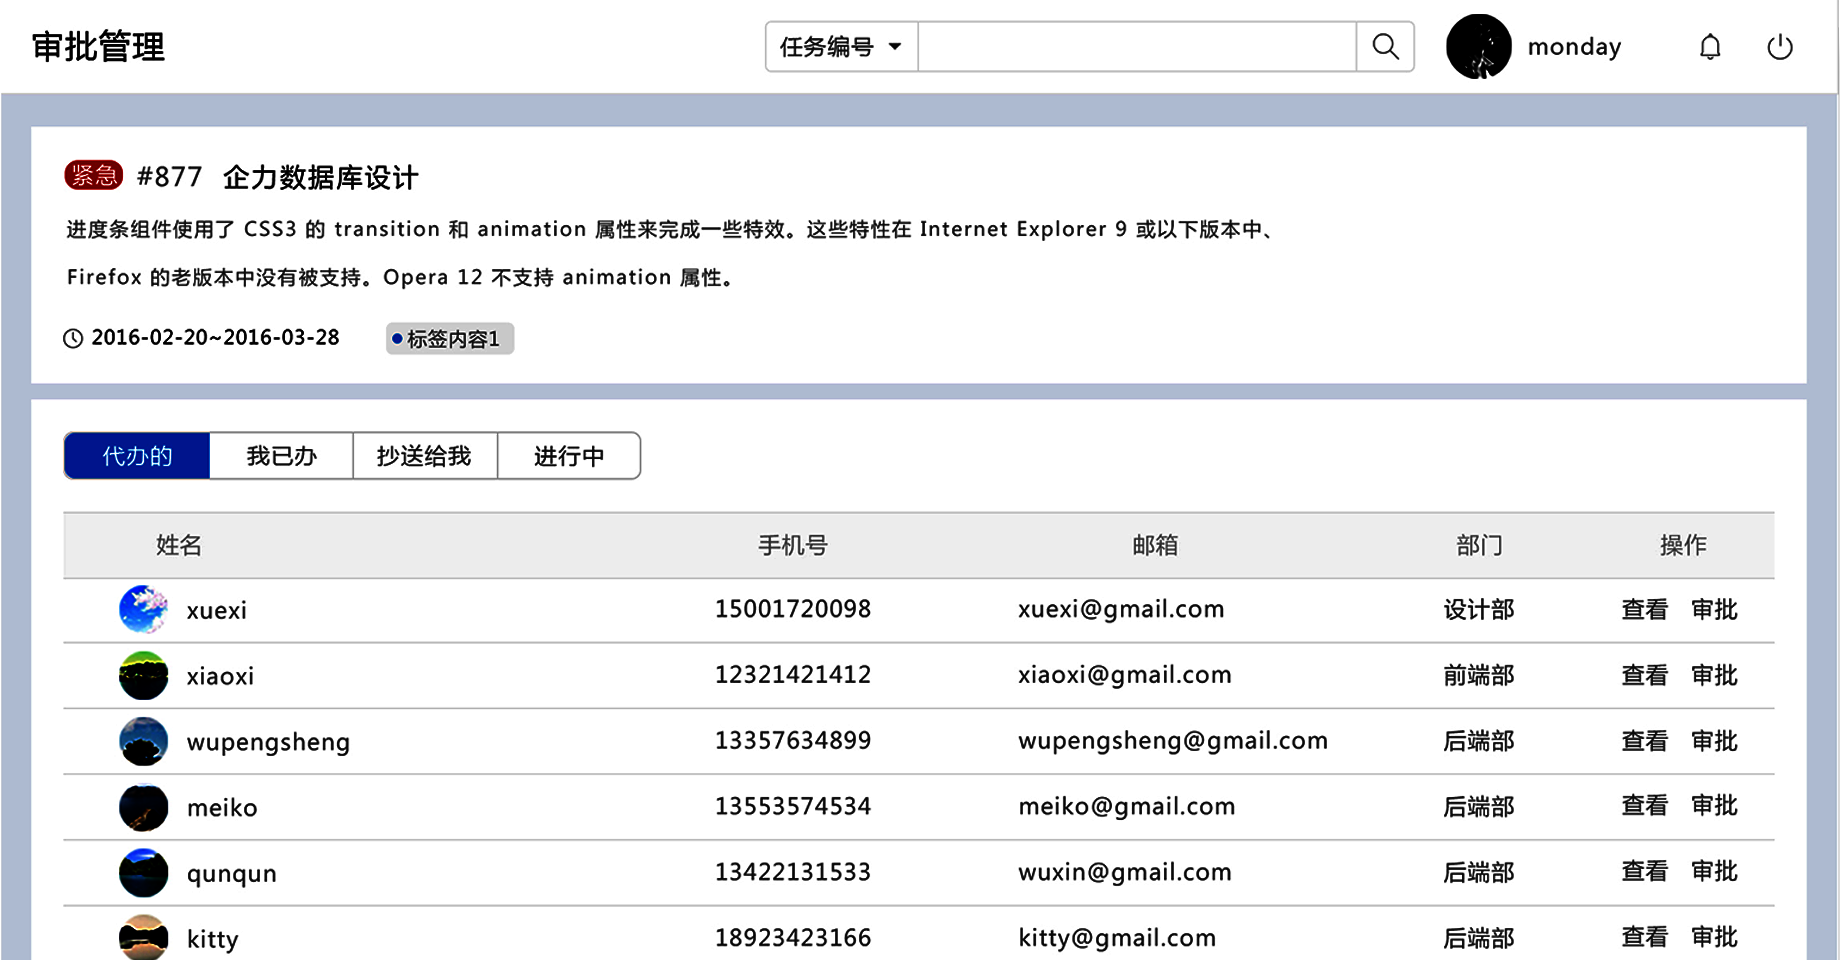 审批管理 任务编号 monday
紧急 #877 企力数据库设计
进度条组件使用了 CSS3 的 transition 和 animation 属性来完成一些特效。这些特性在 Internet Explorer 9 或以下版本中、
Firefox 的老版本中没有被支持。Opera 12 不支持 animation 属性。
2016-02-20~2016-03-28 标签内容1
代办的 我已办 抄送给我 进行中
姓名 手机号 邮箱 部门 操作
xuexi 15001720098 xuexi@gmail.com 设计部 查看 审批
xiaoxi 12321421412 xiaoxi@gmail.com 前端部 查看 审批
wupengsheng 13357634899 wupengsheng@gmail.com 后端部 查看 审批
meiko 13553574534 meiko@gmail.com 后端部 查看 审批
qunqun 13422131533 wuxin@gmail.com 后端部 查看 审批
kitty 18923423166 kitty@gmail.com 后端部 查看 审批